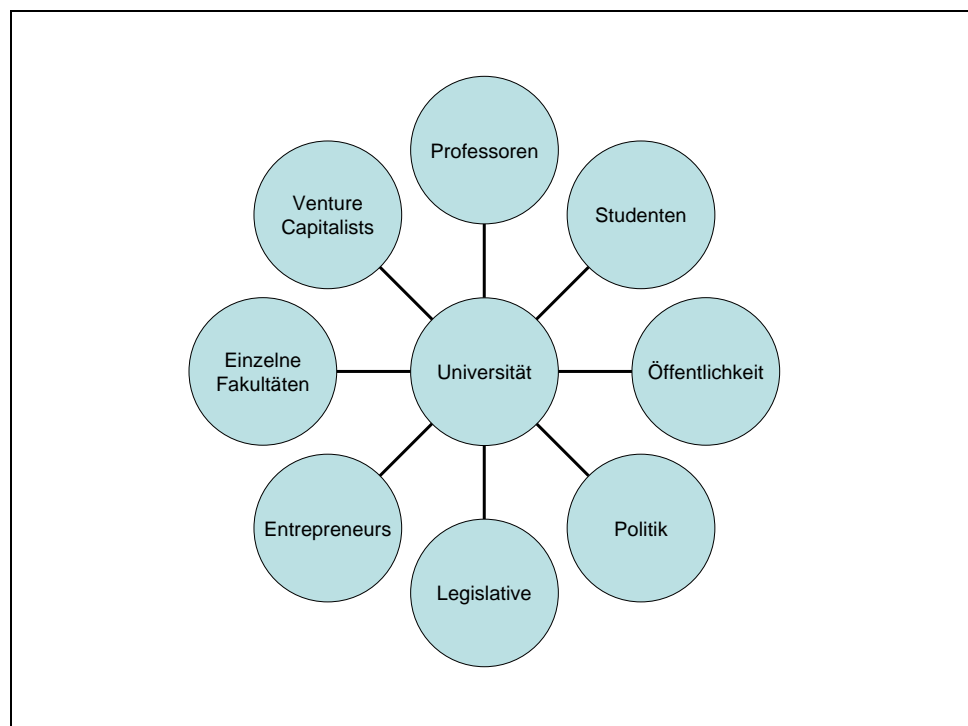 Professoren
Venture
Capitalists
Studenten
Einzelne
Fakultäten
Universität
Öffentlichkeit
Entrepreneurs
Politik
Legislative